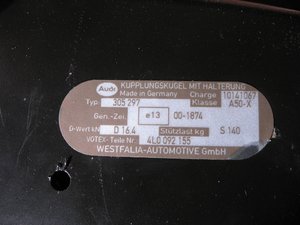 Audi KUPPLUNGSKUGEL MIT HALTERUNG
Made in Germany Charge 10141067
Typ 305 297 Klasse A50-X
Gen.-Zei. e13 00-1874
D-Wert kN D 16.4 Stützlast kg S 140
VOTEX- Teile Nr. 4L0 092 155
WESTFALIA-AUTOMOTIVE GmbH